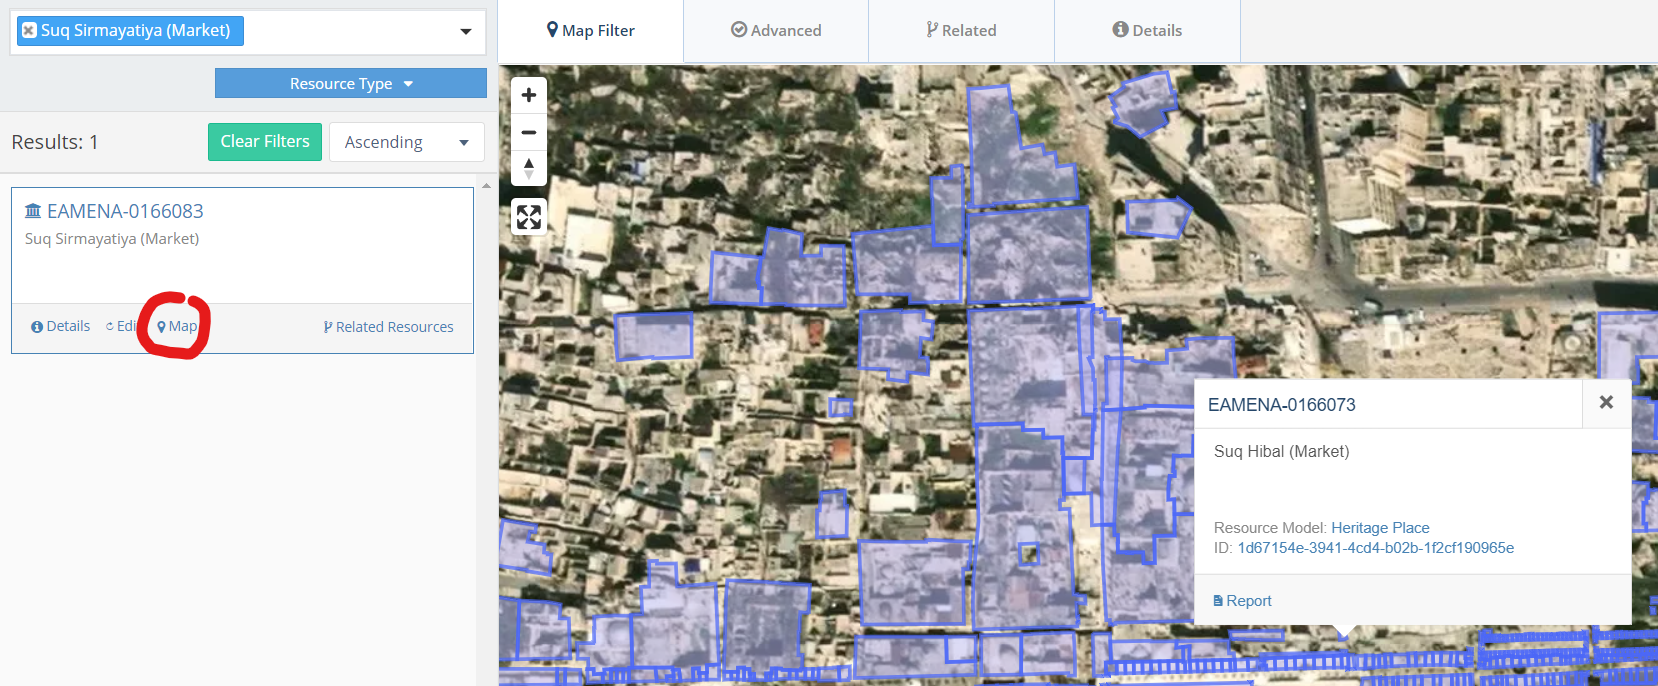 Suq Sirmayatiya (Market)
Resource Type
Results: 1
Clear Filters
Ascending
EAMENA-0166083
Suq Sirmayatiya (Market)
Details
Edi
Map
Related Resources
Map Filter
Advanced
Related
Details
EAMENA-0166073
Suq Hibal (Market)
Resource Model: Heritage Place
ID: 1d67154e-3941-4cd4-b02b-1f2cf190965e
Report